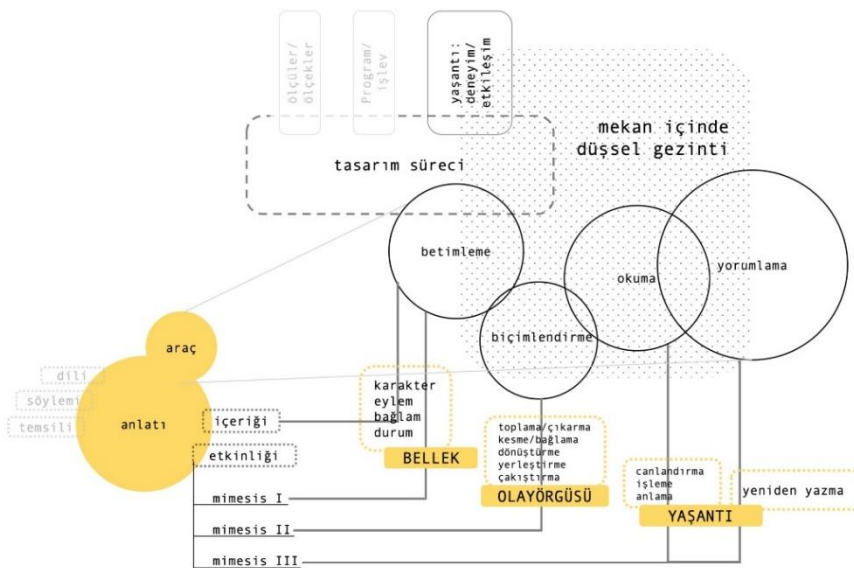 ölçüler/
ölçekler
Program/
işlev
yaşantı:
deneyim/
etkileşim
mekan içinde
düşsel gezinti
tasarım süreci
betimleme
okuma
yorumlama
biçimlendirme
araç
anlatı
dili
söylemi
temsili
içeriği
etkinliği
karakter
eylem
bağlam
durum
BELLEK
toplama/çıkarma
kesme/bağlama
dönüştürme
yerleştirme
çakıştırma
OLAYÖRGÜSÜ
canlandırma
işleme
anlama
yeniden yazma
YAŞANTI
mimesis I
mimesis II
mimesis III